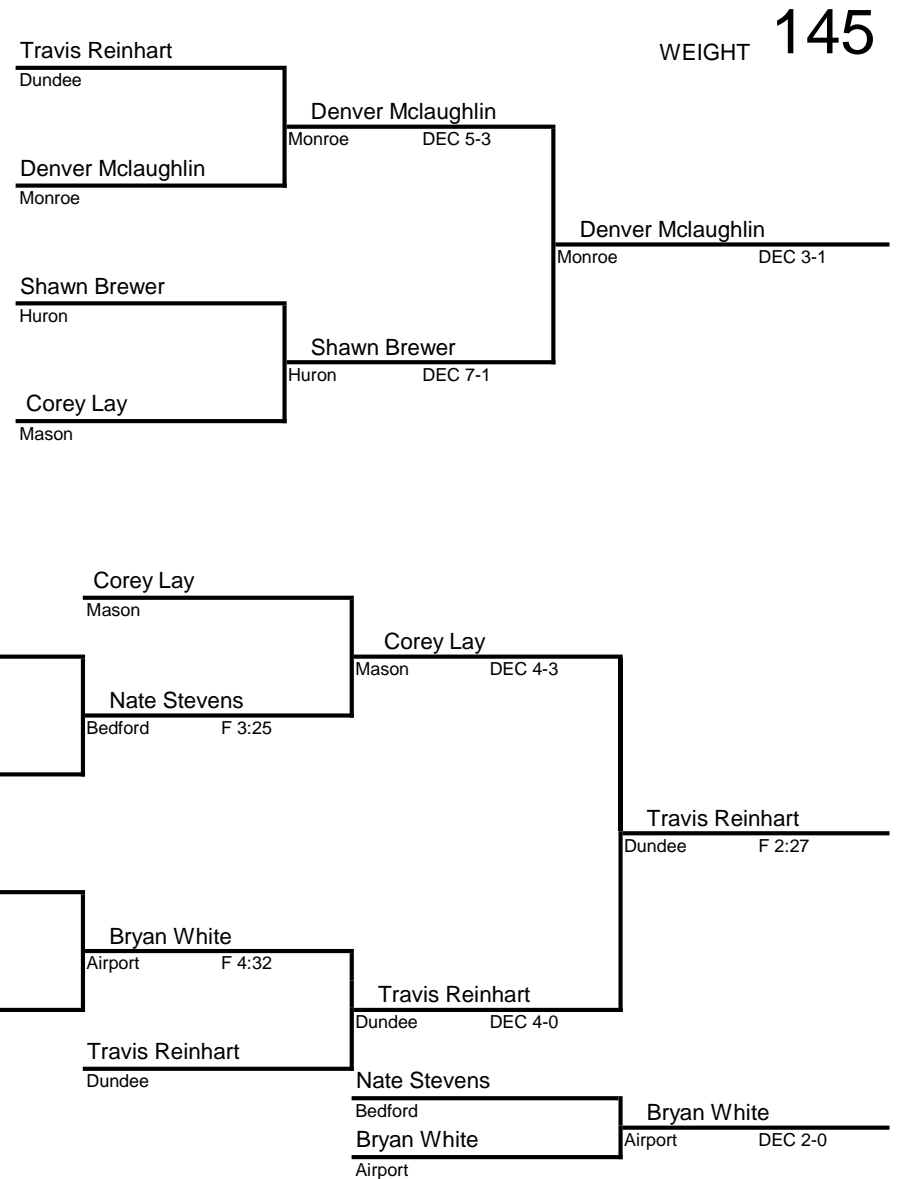 WEIGHT 145
Travis Reinhart
Dundee
Denver Mclaughlin
Monroe DEC 5-3
Denver Mclaughlin
Monroe
Denver Mclaughlin
Monroe DEC 3-1
Shawn Brewer
Huron
Shawn Brewer
Huron DEC 7-1
Corey Lay
Mason
Corey Lay
Mason
Corey Lay
Mason DEC 4-3
Nate Stevens
Bedford F 3:25
Travis Reinhart
Dundee F 2:27
Bryan White
Airport F 4:32
Travis Reinhart
Dundee DEC 4-0
Travis Reinhart
Dundee
Nate Stevens
Bedford
Bryan White
Airport DEC 2-0
Bryan White
Airport